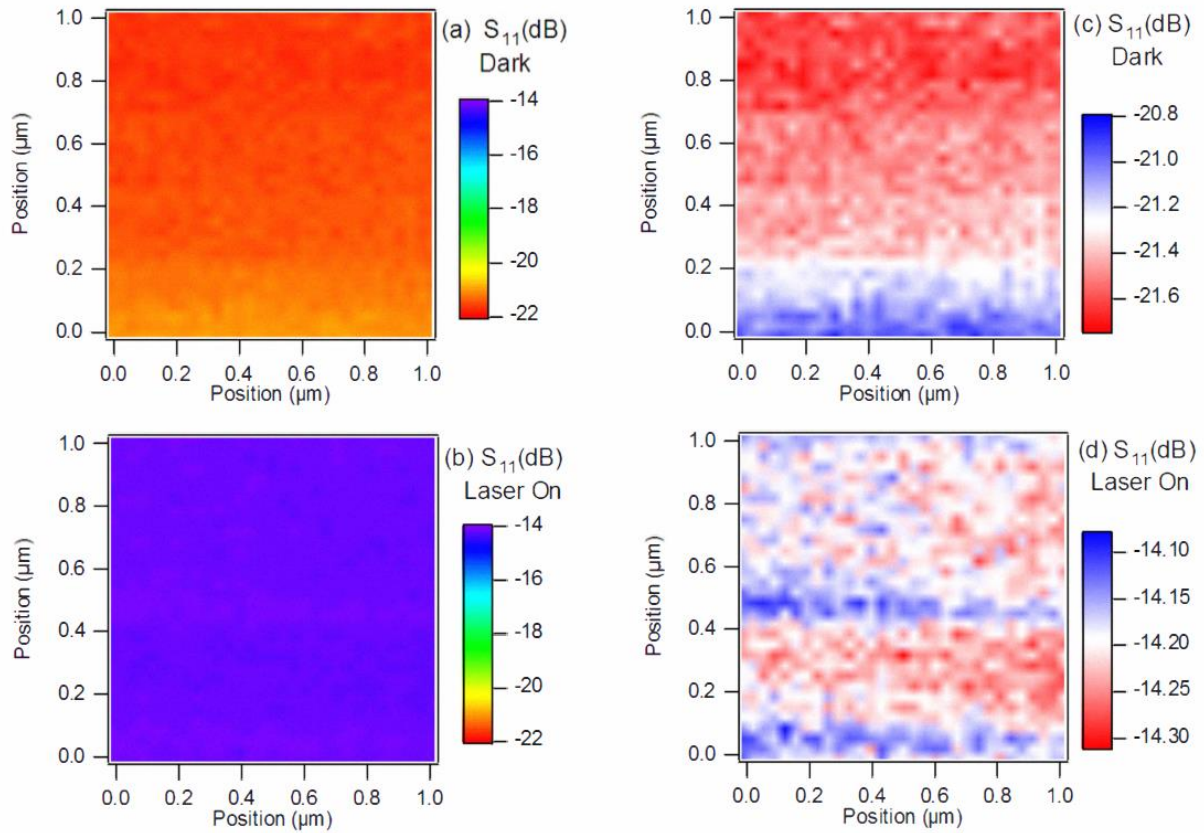 (a) S₁₁(dB)
Dark
-14
-16
-18
-20
-22
1.0
0.8
0.6
0.4
0.2
0.0
Position (µm)
0.0 0.2 0.4 0.6 0.8 1.0
Position (µm)
(c) S₁₁(dB)
Dark
-20.8
-21.0
-21.2
-21.4
-21.6
1.0
0.8
0.6
0.4
0.2
0.0
Position (µm)
0.0 0.2 0.4 0.6 0.8 1.0
Position (µm)
(b) S₁₁(dB)
Laser On
-14
-16
-18
-20
-22
1.0
0.8
0.6
0.4
0.2
0.0
Position (µm)
0.0 0.2 0.4 0.6 0.8 1.0
Position (µm)
(d) S₁₁(dB)
Laser On
-14.10
-14.15
-14.20
-14.25
-14.30
1.0
0.8
0.6
0.4
0.2
0.0
Position (µm)
0.0 0.2 0.4 0.6 0.8 1.0
Position (µm)